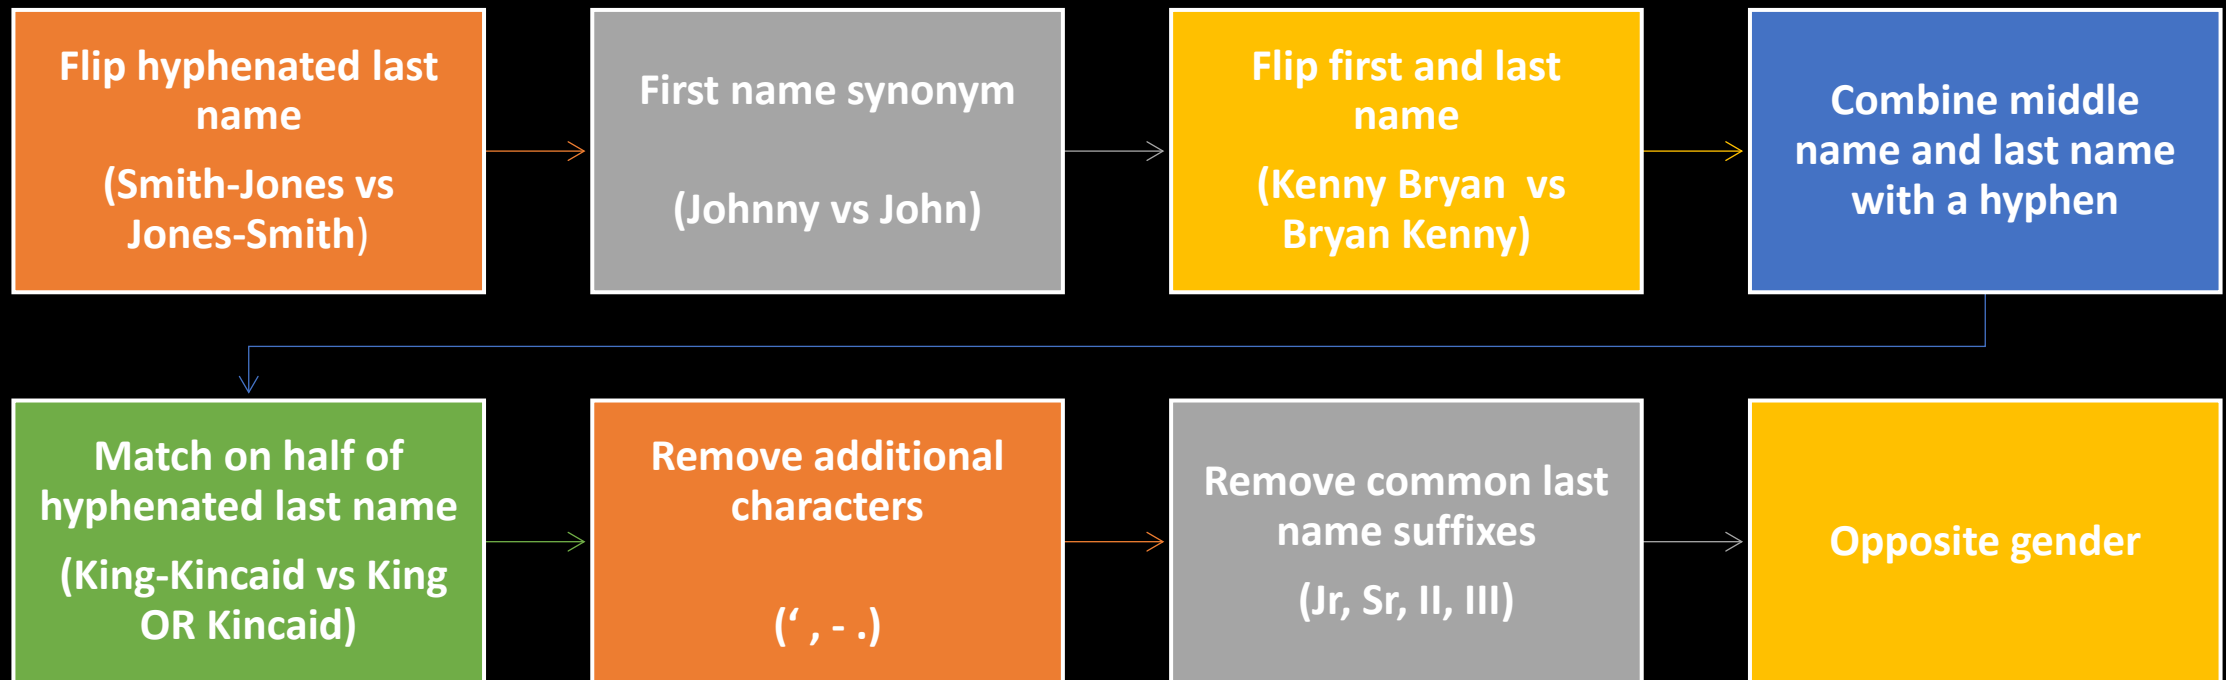 Flip hyphenated last
name
(Smith-Jones vs
Jones-Smith)
First name synonym
(Johnny vs John)
Flip first and last
name
(Kenny Bryan  vs
Bryan Kenny)
Combine middle
name and last name
with a hyphen
Match on half of
hyphenated last name
(King-Kincaid vs King
OR Kincaid)
Remove additional
characters
(‘ , - .)
Remove common last
name suffixes
(Jr, Sr, II, III)
Opposite gender